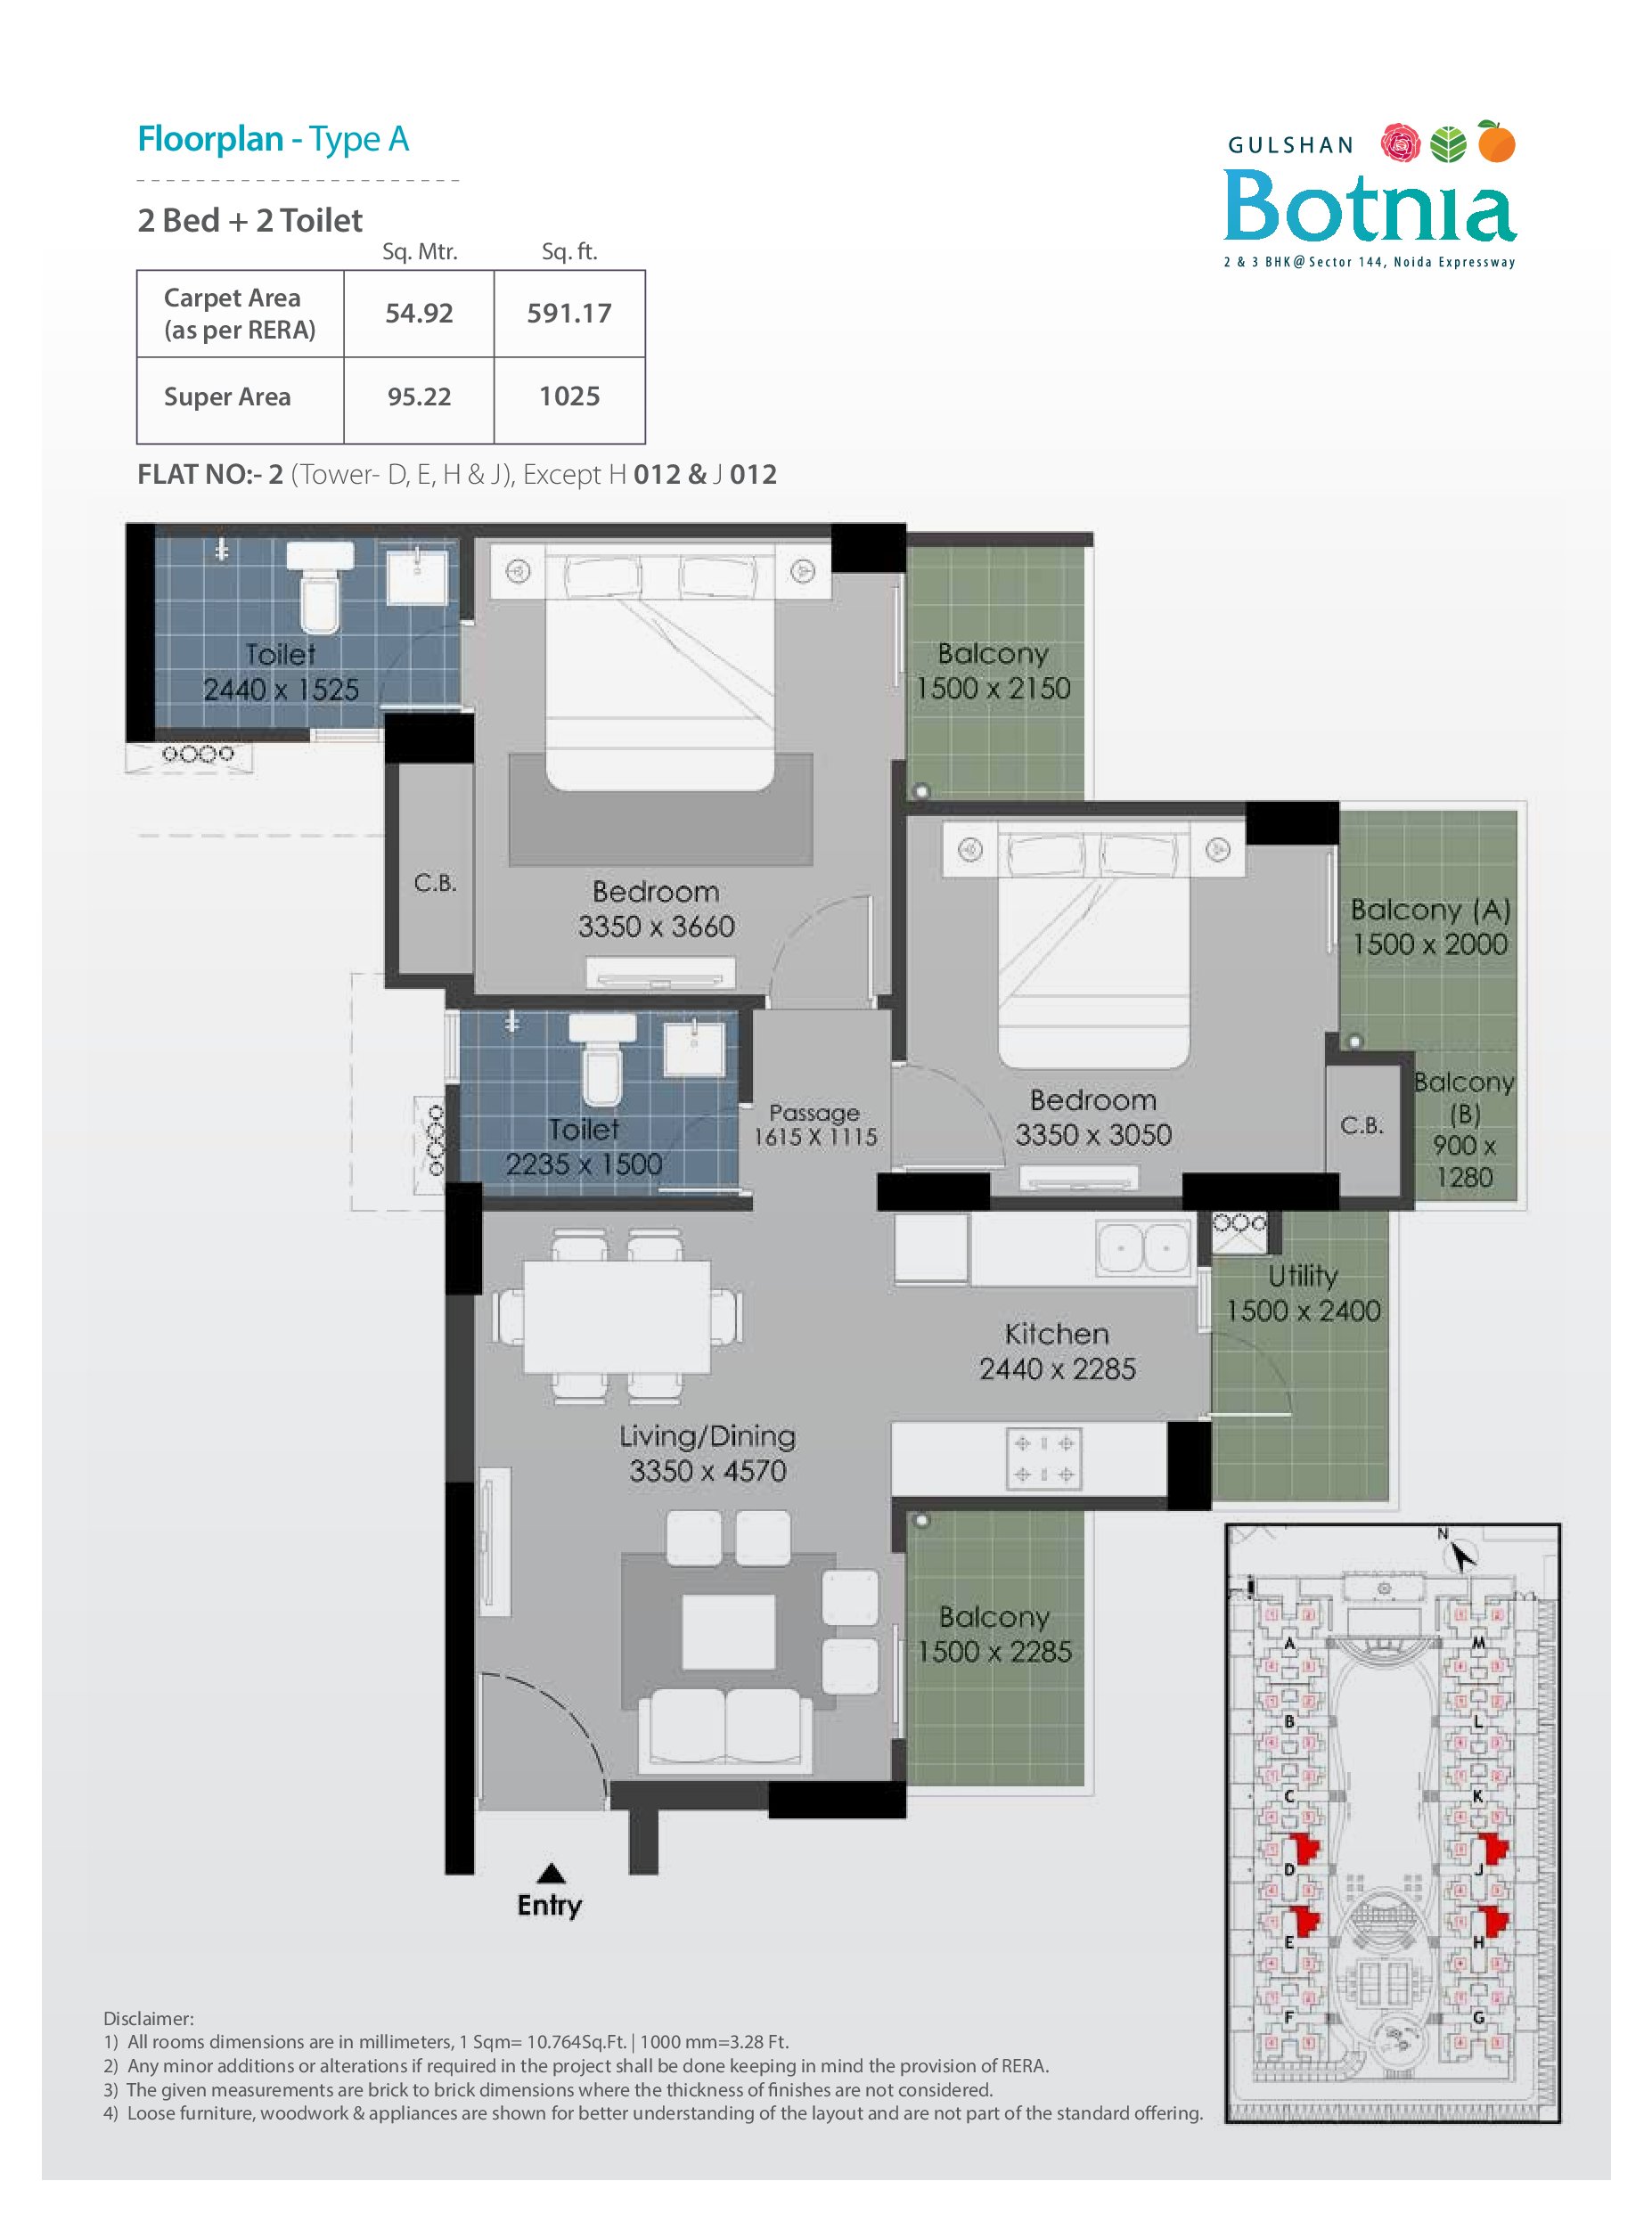 Floorplan - Type A
GULSHAN
Botnia
2 & 3 BHK@Sector 144, Noida Expressway
2 Bed + 2 Toilet
Sq. Mtr. Sq. ft.
Carpet Area
(as per RERA) 54.92 591.17
Super Area 95.22 1025
FLAT NO:- 2 (Tower- D, E, H & J), Except H 012 & J 012
Toilet
2440 x 1525
Balcony
1500 x 2150
C.B.
Bedroom
3350 x 3660
Balcony (A)
1500 x 2000
Toilet
2235 x 1500
Passage
1615 X 1115
Bedroom
3350 x 3050
C.B.
Balcony
(B)
900 x
1280
Utility
1500 x 2400
Kitchen
2440 x 2285
Living/Dining
3350 x 4570
Balcony
1500 x 2285
Entry
N
A M
B L
C K
D J
E H
F G
Disclaimer:
1) All rooms dimensions are in millimeters, 1 Sqm= 10.764Sq.Ft. | 1000 mm=3.28 Ft.
2) Any minor additions or alterations if required in the project shall be done keeping in mind the provision of RERA.
3) The given measurements are brick to brick dimensions where the thickness of finishes are not considered.
4) Loose furniture, woodwork & appliances are shown for better understanding of the layout and are not part of the standard offering.